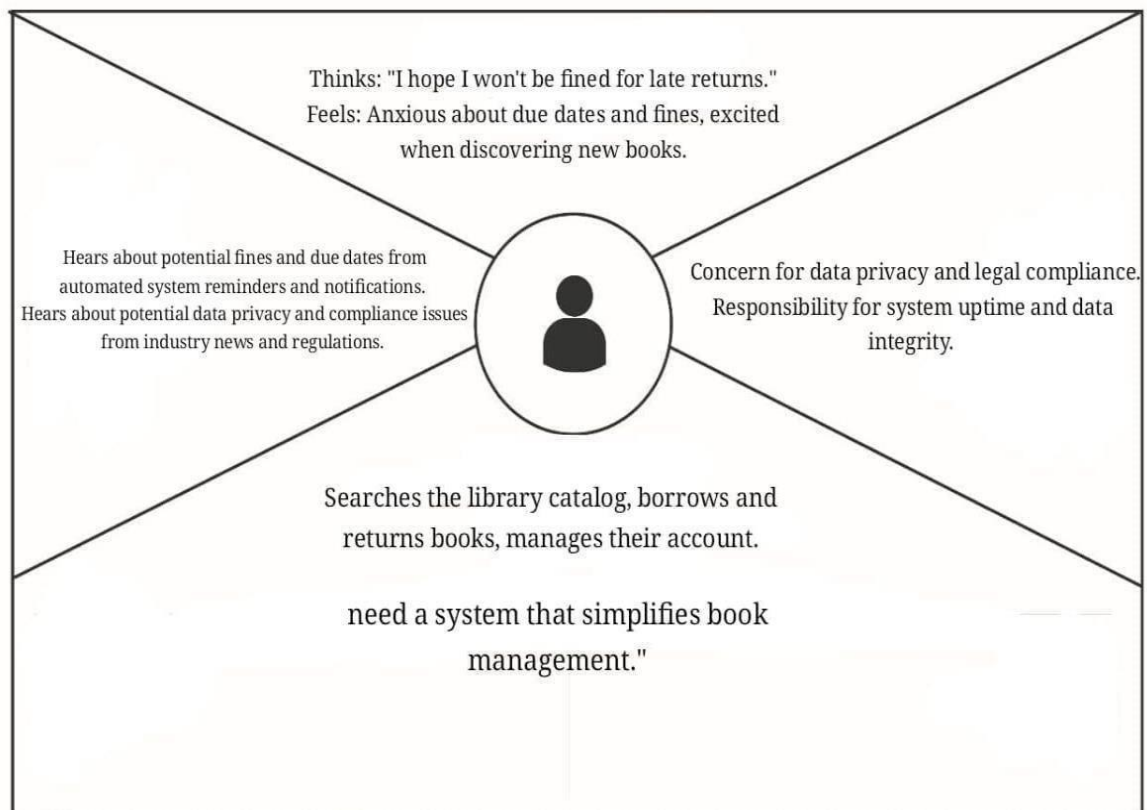 Thinks: "I hope I won't be fined for late returns."
Feels: Anxious about due dates and fines, excited
when discovering new books.
Hears about potential fines and due dates from
automated system reminders and notifications.
Hears about potential data privacy and compliance issues
from industry news and regulations.
Concern for data privacy and legal compliance.
Responsibility for system uptime and data
integrity.
Searches the library catalog, borrows and
returns books, manages their account.
need a system that simplifies book
management."